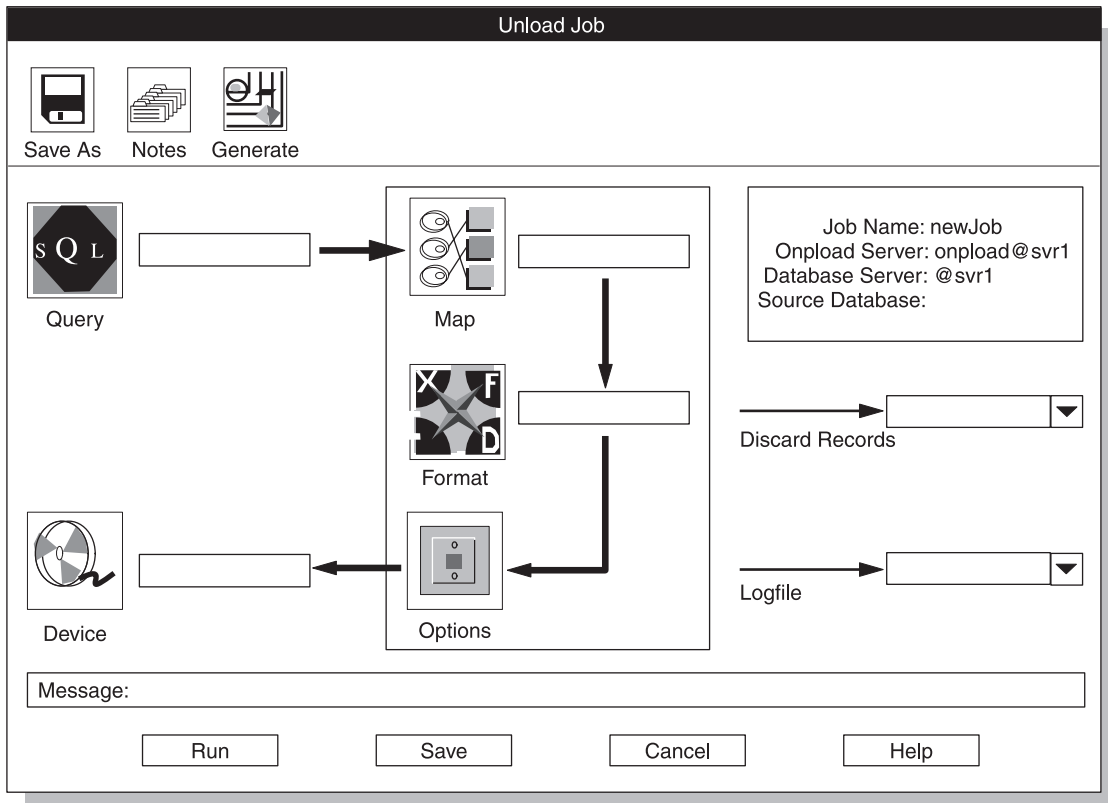 Unload Job
Save As
Notes
Generate
SQL
Query
Map
Job Name: newJob
Onpload Server: onpload@svr1
Database Server: @svr1
Source Database:
X F
D
Format
Discard Records
Device
Options
Logfile
Message:
Run
Save
Cancel
Help